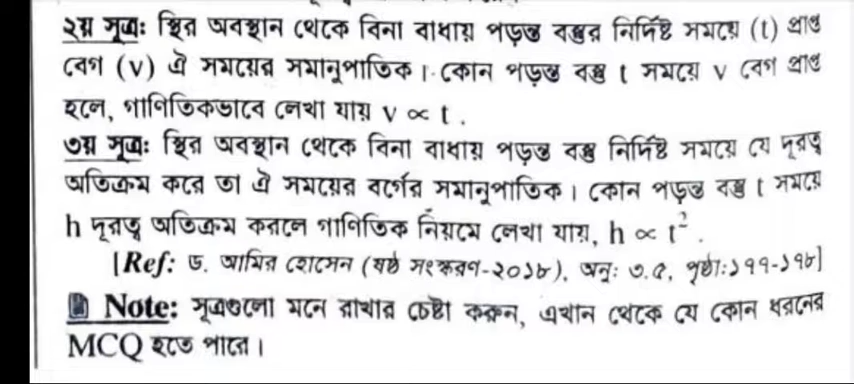 ২য় সূত্র: স্থির অবস্থান থেকে বিনা বাধায় পড়ন্ত বস্তুর নির্দিষ্ট সময়ে (t) প্রাপ্ত
বেগ (v) ঐ সময়ের সমানুপাতিক। কোন পড়ন্ত বস্তু t সময়ে v বেগ প্রাপ্ত
হলে, গাণিতিকভাবে লেখা যায় v ∝ t .
৩য় সূত্র: স্থির অবস্থান থেকে বিনা বাধায় পড়ন্ত বস্তু নির্দিষ্ট সময়ে যে দূরত্ব
অতিক্রম করে তা ঐ সময়ের বর্গের সমানুপাতিক। কোন পড়ন্ত বস্তু t সময়ে
h দূরত্ব অতিক্রম করলে গাণিতিক নিয়মে লেখা যায়, h ∝ t² .
[Ref: ড. আমির হোসেন (ষষ্ঠ সংস্করণ-২০১৮), অনু: ৩.৫, পৃষ্ঠা:১৭৭-১৭৮]
Note: সূত্রগুলো মনে রাখার চেষ্টা করুন, এখান থেকে যে কোন ধরনের
MCQ হতে পারে।